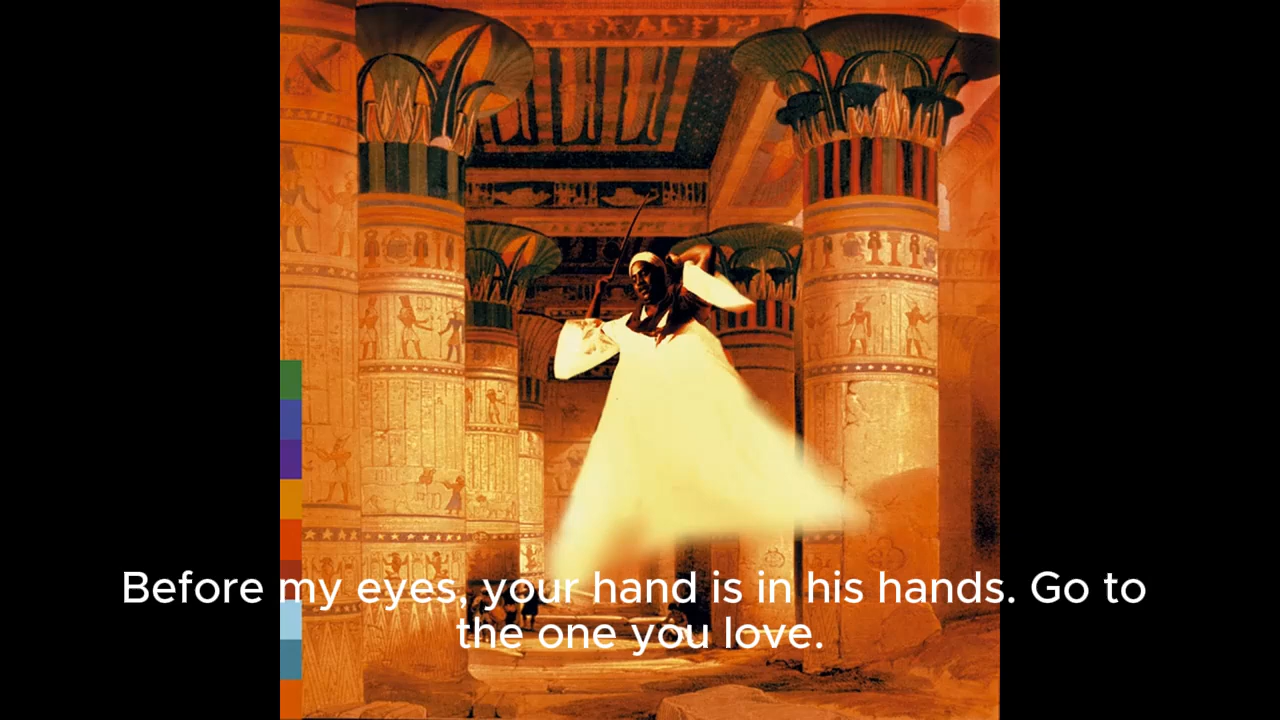 Before my eyes, your hand is in his hands. Go to
the one you love.